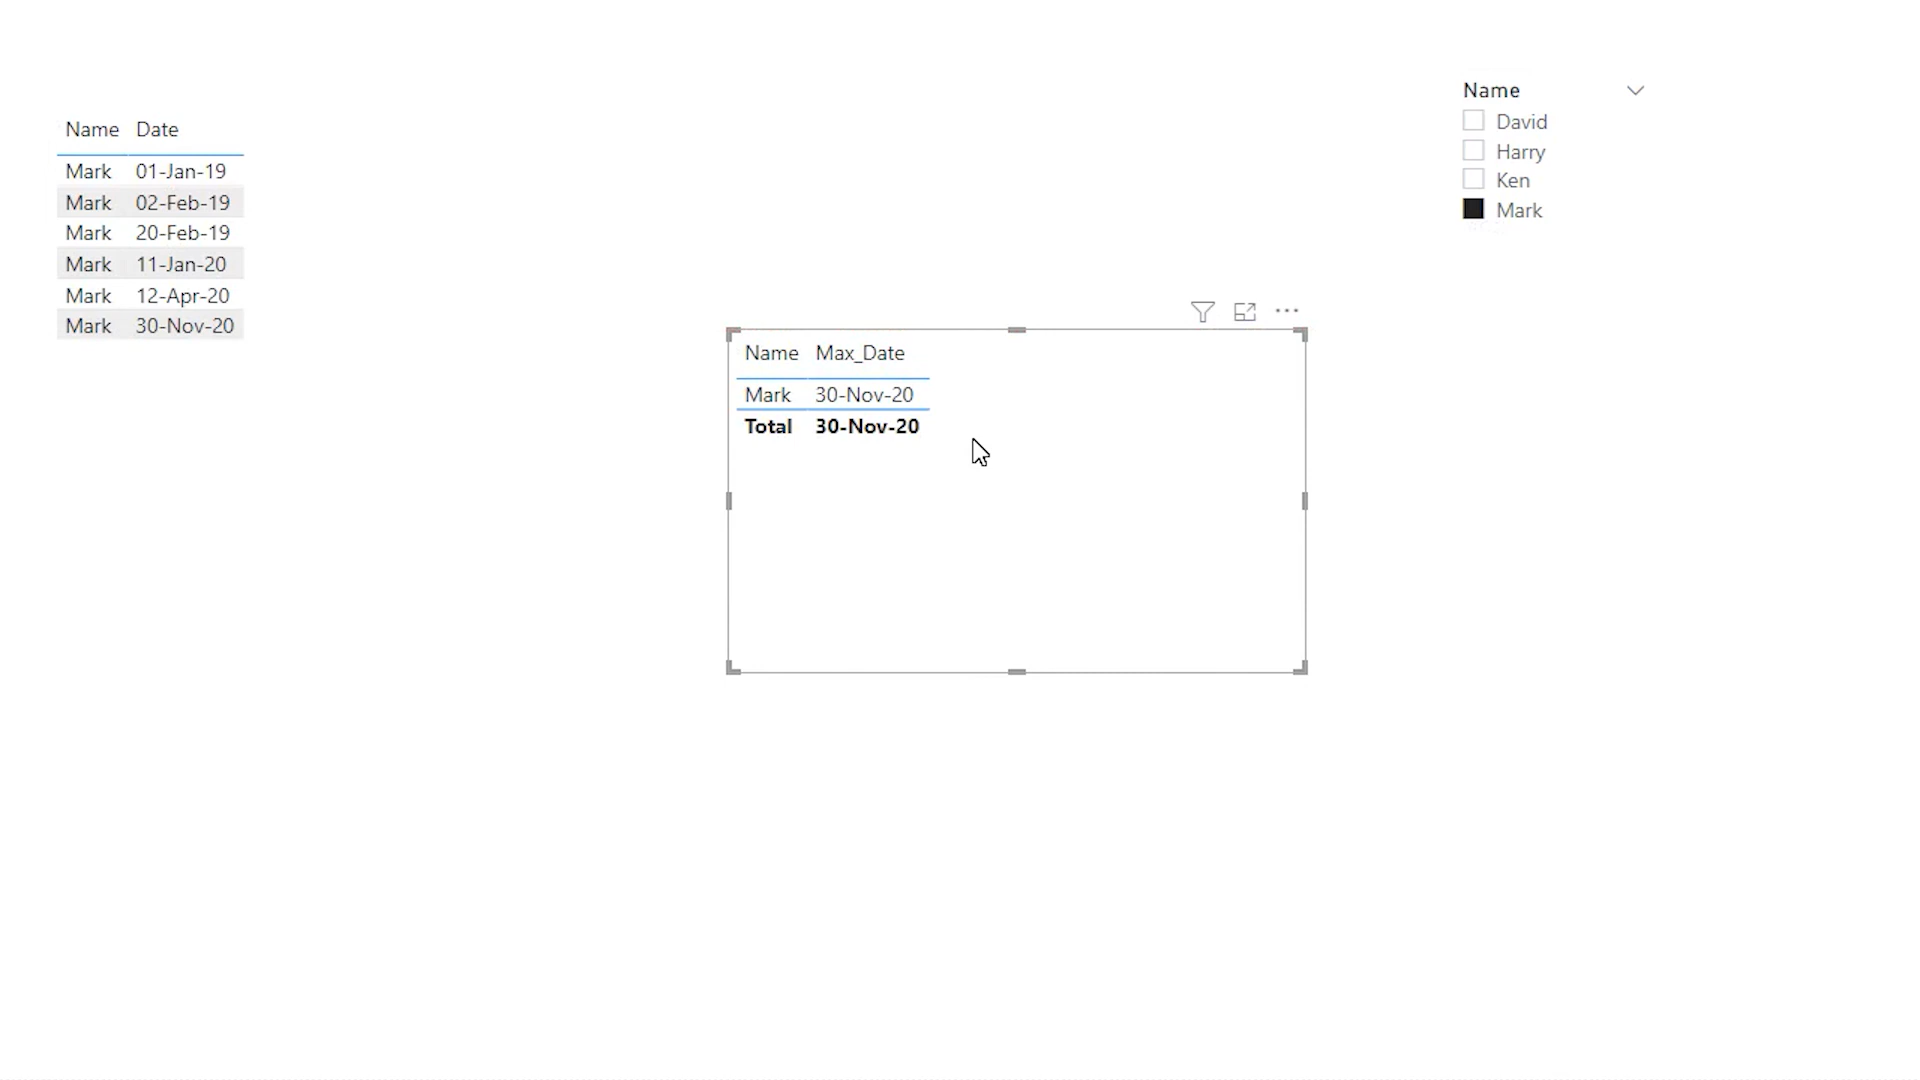 Name Date
Mark 01-Jan-19
Mark 02-Feb-19
Mark 20-Feb-19
Mark 11-Jan-20
Mark 12-Apr-20
Mark 30-Nov-20
Name Max_Date
Mark 30-Nov-20
Total 30-Nov-20
Name
David
Harry
Ken
Mark